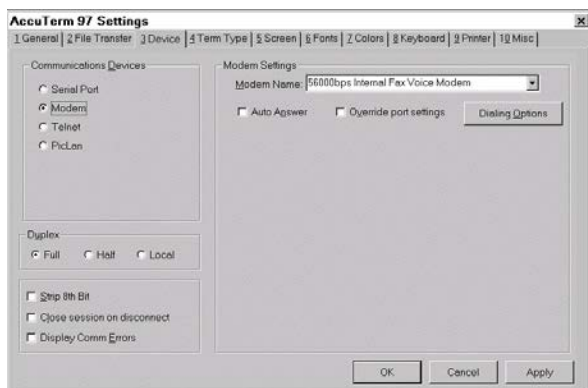 AccuTerm 97 Settings
1 General 2 File Transfer 3 Device 4 Term Type 5 Screen 6 Fonts 7 Colors 8 Keyboard 9 Printer 10 Misc
Communications Devices
Serial Port
Modem
Telnet
PicLan
Duplex
Full Half Local
Strip 8th Bit
Close session on disconnect
Display Comm Errors
Modem Settings
Modem Name: 56000bps Internal Fax Voice Modem
Auto Answer Override port settings Dialing Options
OK Cancel Apply